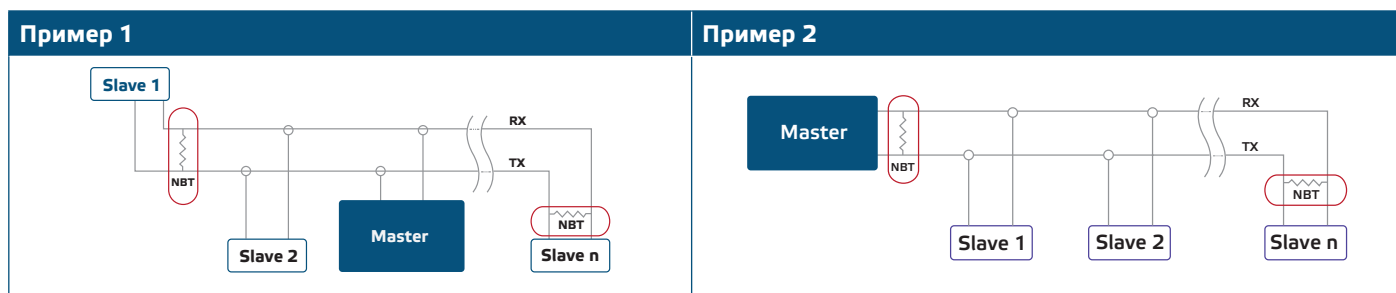 Пример 1
Slave 1
RX
TX
NBT
NBT
Slave 2
Master
Slave n
Пример 2
Master
RX
TX
NBT
NBT
Slave 1
Slave 2
Slave n